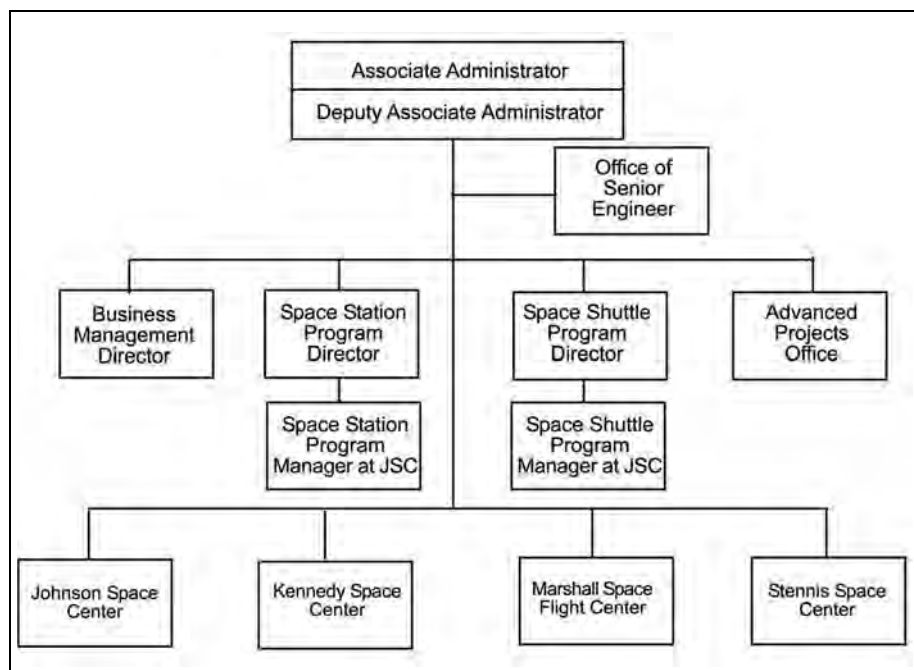 Associate Administrator
Deputy Associate Administrator
Office of
Senior
Engineer
Business
Management
Director
Space Station
Program
Director
Space Shuttle
Program
Director
Advanced
Projects
Office
Space Station
Program
Manager at JSC
Space Shuttle
Program
Manager at JSC
Johnson Space
Center
Kennedy Space
Center
Marshall Space
Flight Center
Stennis Space
Center